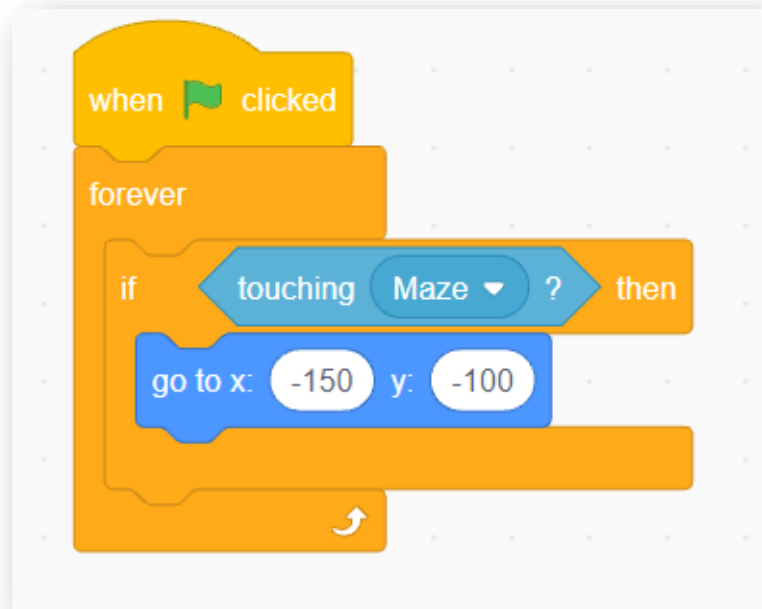 when clicked
forever
if touching Maze ? then
go to x: -150 y: -100